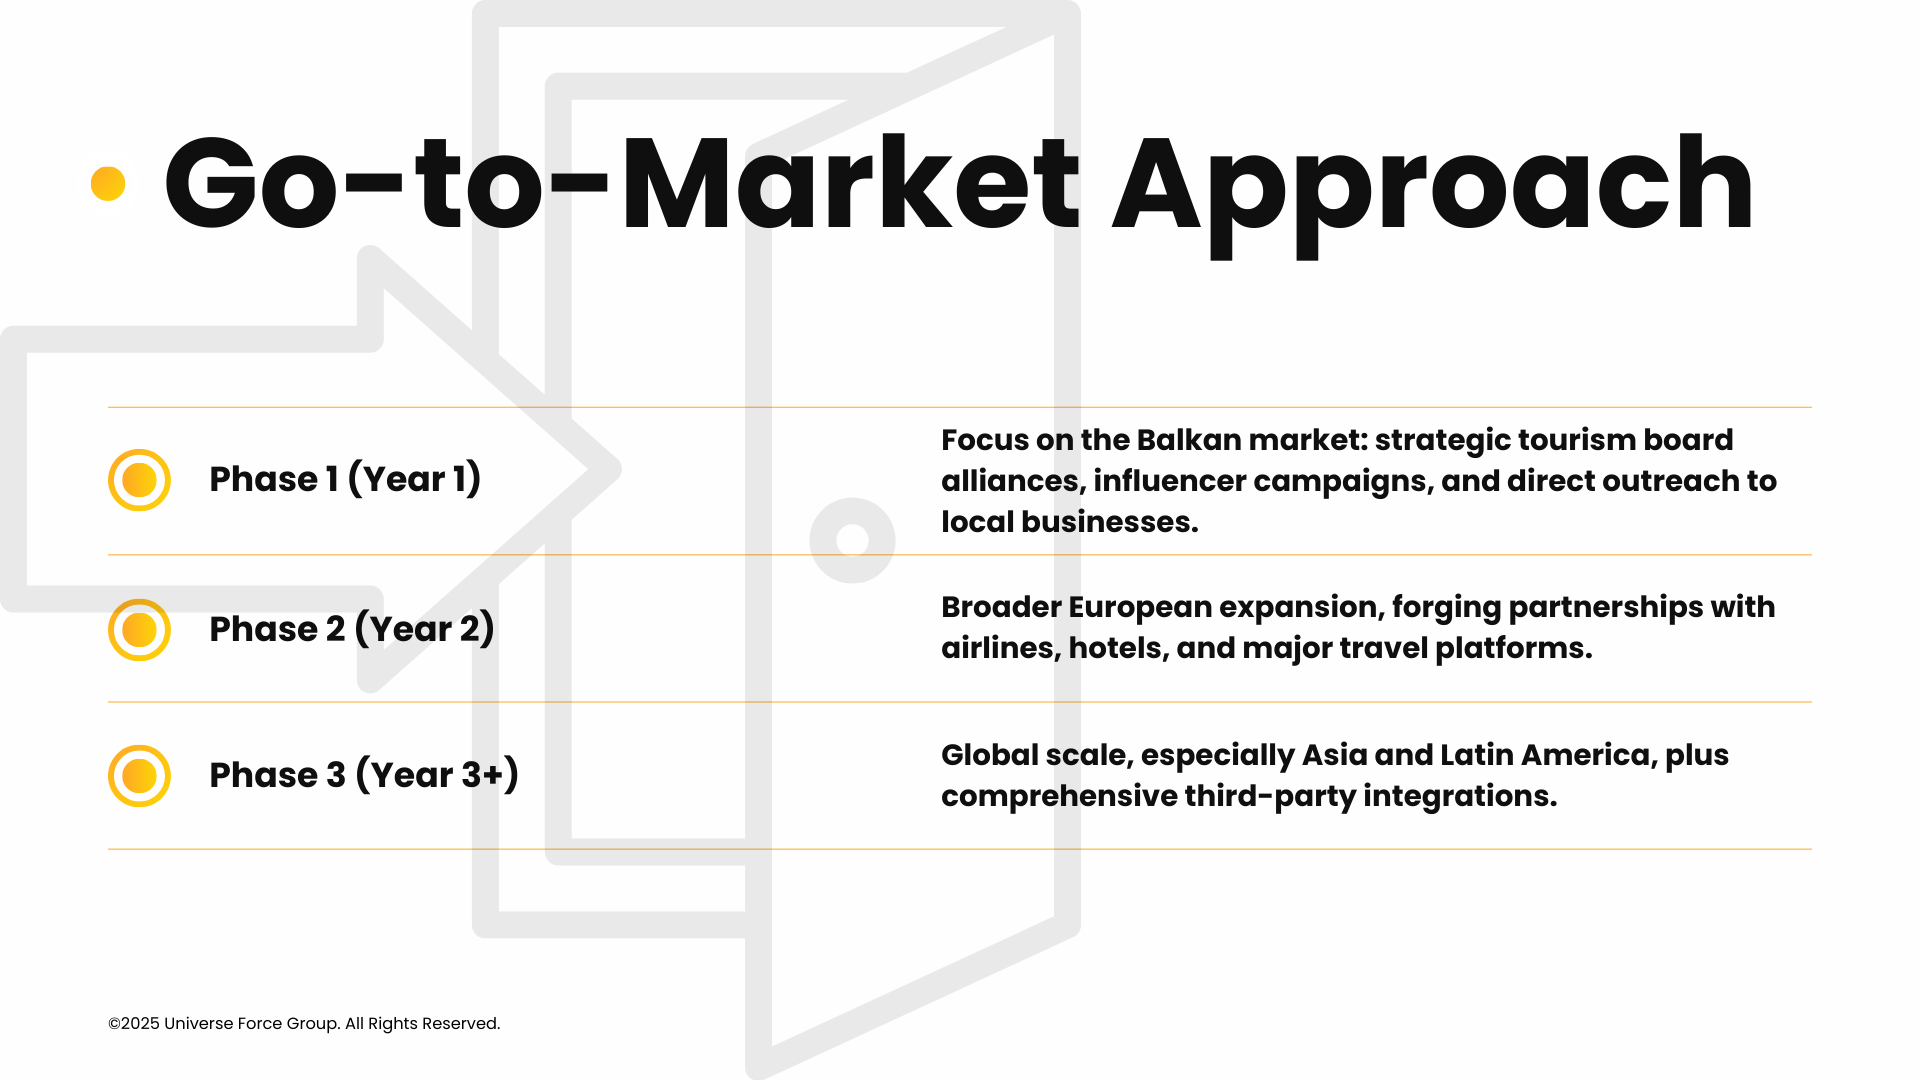 Go-to-Market Approach
Phase 1 (Year 1)
Focus on the Balkan market: strategic tourism board
alliances, influencer campaigns, and direct outreach to
local businesses.
Phase 2 (Year 2)
Broader European expansion, forging partnerships with
airlines, hotels, and major travel platforms.
Phase 3 (Year 3+)
Global scale, especially Asia and Latin America, plus
comprehensive third-party integrations.
©2025 Universe Force Group. All Rights Reserved.